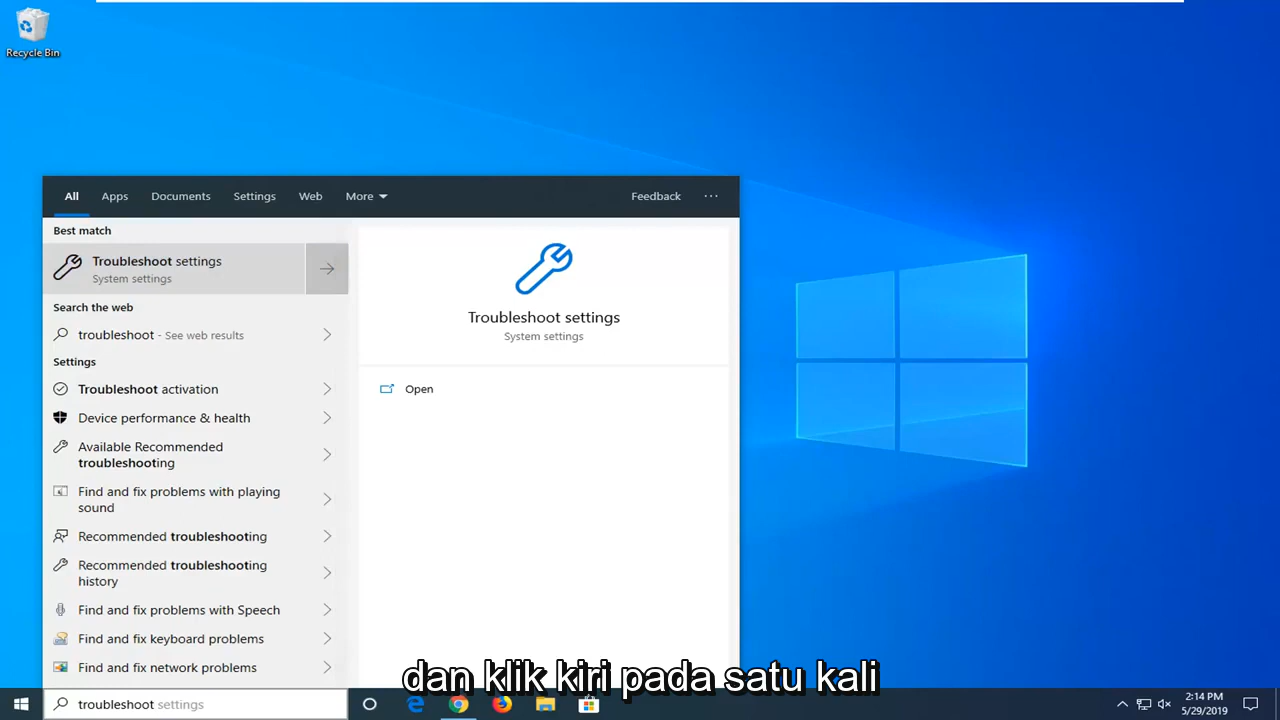 Recycle Bin
All Apps Documents Settings Web More Feedback ...
Best match
Troubleshoot settings
System settings
Search the web
troubleshoot - See web results
Settings
Troubleshoot activation
Device performance & health
Available Recommended
troubleshooting
Find and fix problems with playing
sound
Recommended troubleshooting
Recommended troubleshooting
history
Find and fix problems with Speech
Find and fix keyboard problems
Find and fix network problems
Troubleshoot settings
System settings
Open
dan klik kiri pada satu kali
troubleshoot settings
2:14 PM
5/29/2019